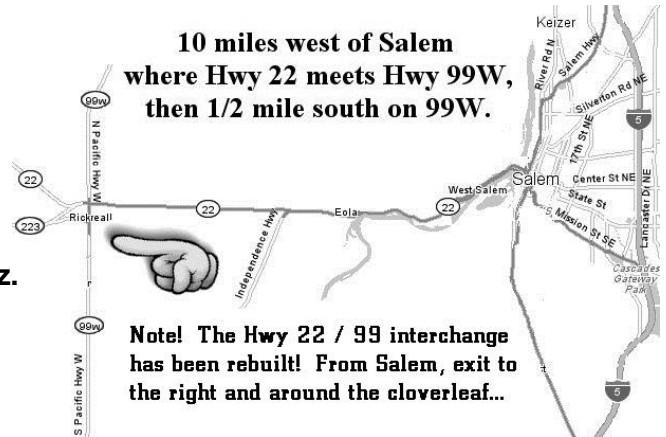 10 miles west of Salem
where Hwy 22 meets Hwy 99W,
then 1/2 mile south on 99W.
Keizer
River Rd N
Salem Hwy
Silverton Rd NE
99W
N Pacific Hwy W
17th St NE
5
22
Center St NE
Salem
West Salem
State St
Lancaster Dr NE
22
22
Eola
Rickreall
223
Mission St SE
Independence Hwy
Cascades
Gateway
Park
z.
99W
S Pacific Hwy W
Note! The Hwy 22 / 99 interchange
has been rebuilt! From Salem, exit to
the right and around the cloverleaf...
5